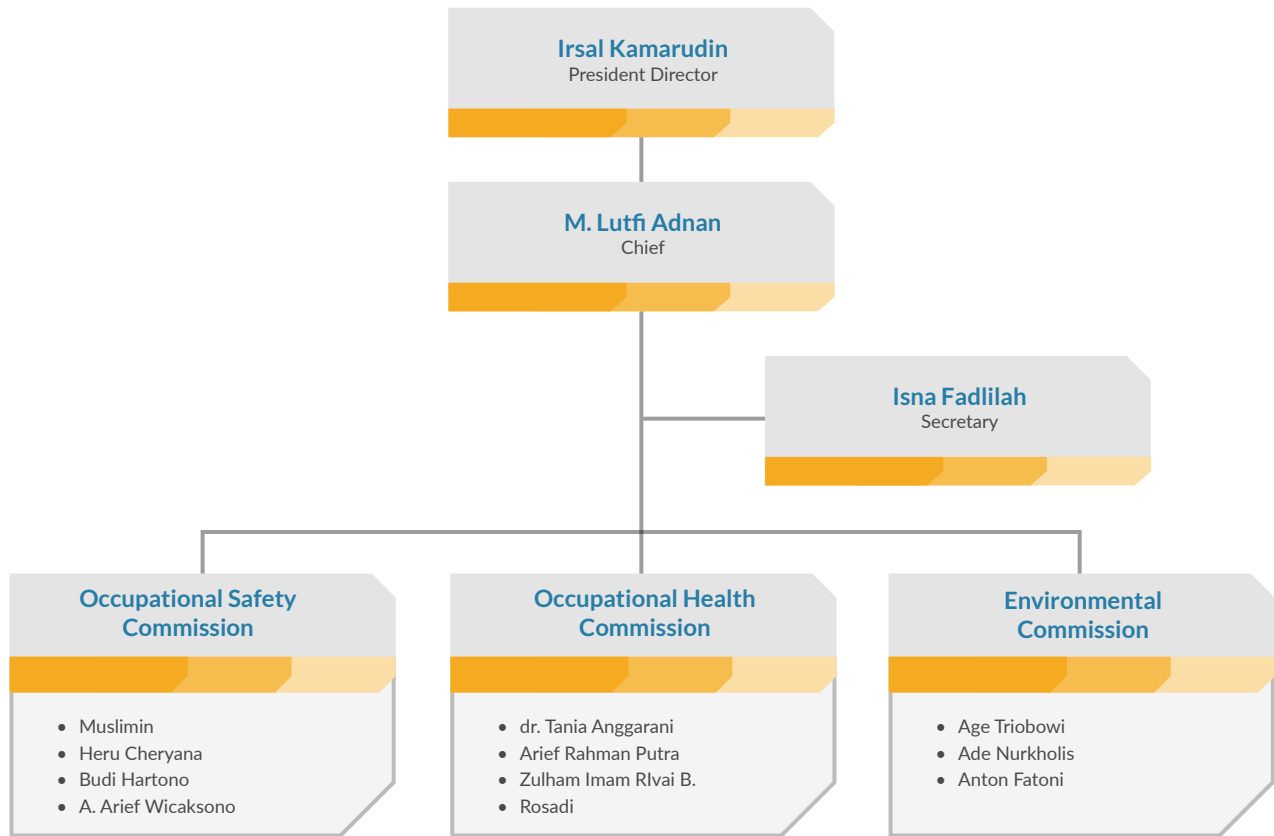 Irsal Kamarudin
President Director
M. Lutfi Adnan
Chief
Isna Fadlilah
Secretary
Occupational Safety
Commission
• Muslimin
• Heru Cheryana
• Budi Hartono
• A. Arief Wicaksono
Occupational Health
Commission
• dr. Tania Anggarani
• Arief Rahman Putra
• Zulham Imam RIvai B.
• Rosadi
Environmental
Commission
• Age Triobowi
• Ade Nurkholis
• Anton Fatoni